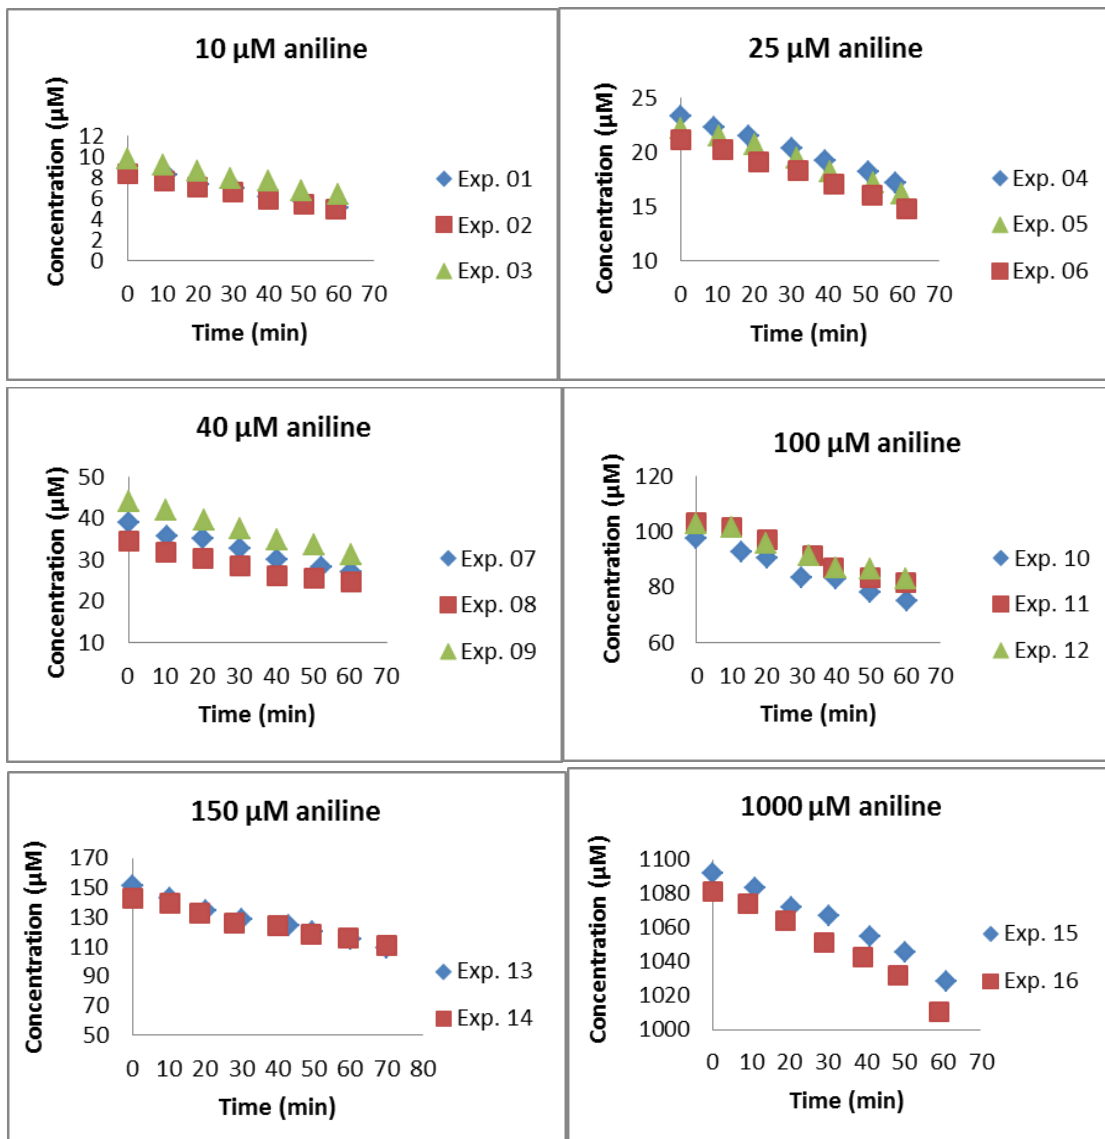 10 µM aniline
Concentration (µM)
12
10
8
6
4
2
0
0 10 20 30 40 50 60 70
Time (min)
Exp. 01
Exp. 02
Exp. 03
25 µM aniline
Concentration (µM)
25
20
15
10
0 10 20 30 40 50 60 70
Time (min)
Exp. 04
Exp. 05
Exp. 06
40 µM aniline
Concentration (µM)
50
40
30
20
10
0 10 20 30 40 50 60 70
Time (min)
Exp. 07
Exp. 08
Exp. 09
100 µM aniline
Concentration (µM)
120
100
80
60
0 10 20 30 40 50 60 70
Time (min)
Exp. 10
Exp. 11
Exp. 12
150 µM aniline
Concentration (µM)
170
150
130
110
90
70
50
0 10 20 30 40 50 60 70 80
Time (min)
Exp. 13
Exp. 14
1000 µM aniline
Concentration (µM)
1100
1080
1060
1040
1020
1000
0 10 20 30 40 50 60 70
Time (min)
Exp. 15
Exp. 16